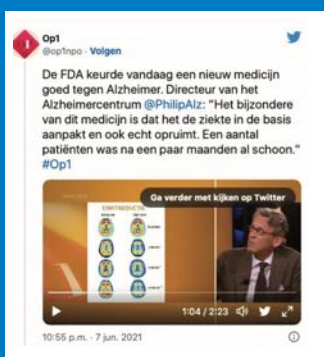 Op1
@op1npo · Volgen
De FDA keurde vandaag een nieuw medicijn
goed tegen Alzheimer. Directeur van het
Alzheimercentrum @PhilipAlz: "Het bijzondere
van dit medicijn is dat het de ziekte in de basis
aanpakt en ook echt opruimt. Een aantal
patiënten was na een paar maanden al schoon."
#Op1
Ga verder met kijken op Twitter
1:04 / 2:23
10:55 p.m. · 7 jun. 2021